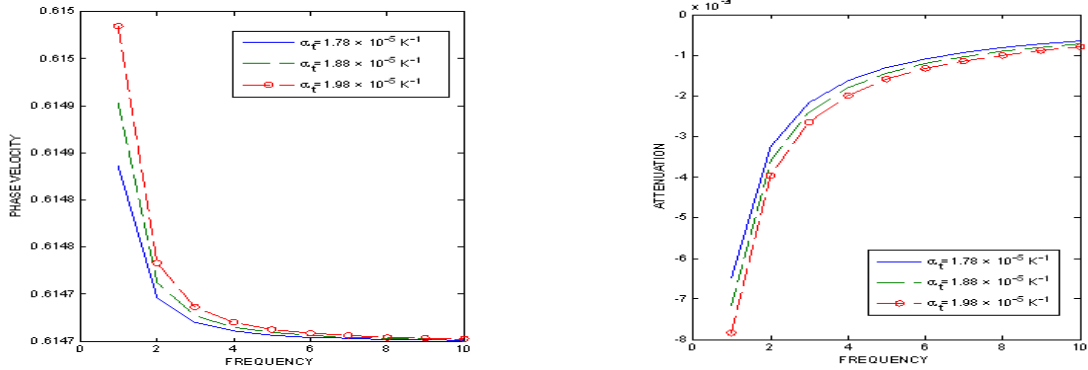 0.615
0.615
0.6149
0.6149
0.6148
0.6148
0.6147
0.6147
PHASE VELOCITY
0 2 4 6 8 10
FREQUENCY
α_t=1.78 × 10⁻⁵ K⁻¹
α_t=1.88 × 10⁻⁵ K⁻¹
α_t=1.98 × 10⁻⁵ K⁻¹
× 10⁻³
0
-1
-2
-3
-4
-5
-6
-7
-8
ATTENUATION
0 2 4 6 8 10
FREQUENCY
α_t=1.78 × 10⁻⁵ K⁻¹
α_t=1.88 × 10⁻⁵ K⁻¹
α_t=1.98 × 10⁻⁵ K⁻¹